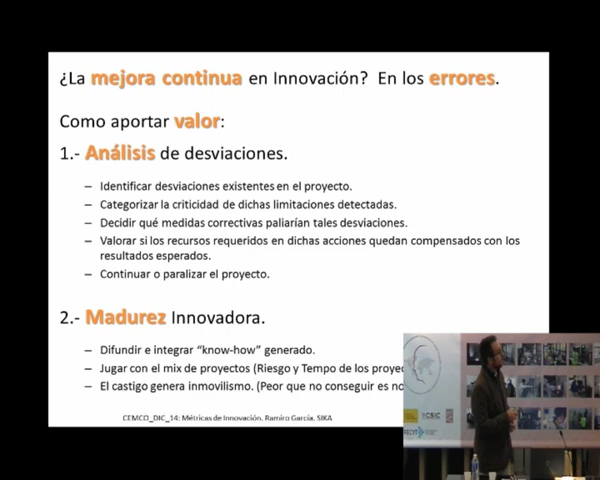 ¿La mejora continua en Innovación? En los errores.
Como aportar valor:
1.- Análisis de desviaciones.
– Identificar desviaciones existentes en el proyecto.
– Categorizar la criticidad de dichas limitaciones detectadas.
– Decidir qué medidas correctivas paliarían tales desviaciones.
– Valorar si los recursos requeridos en dichas acciones quedan compensados con los
resultados esperados.
– Continuar o paralizar el proyecto.
2.- Madurez Innovadora.
– Difundir e integrar “know-how” generado.
– Jugar con el mix de proyectos (Riesgo y Tempo de los
– El castigo genera inmovilismo. (Peor que no conseguir es
CEMCO_DIC_14: Métricas de Innovación. Ramiro García. SIKA
CSIC